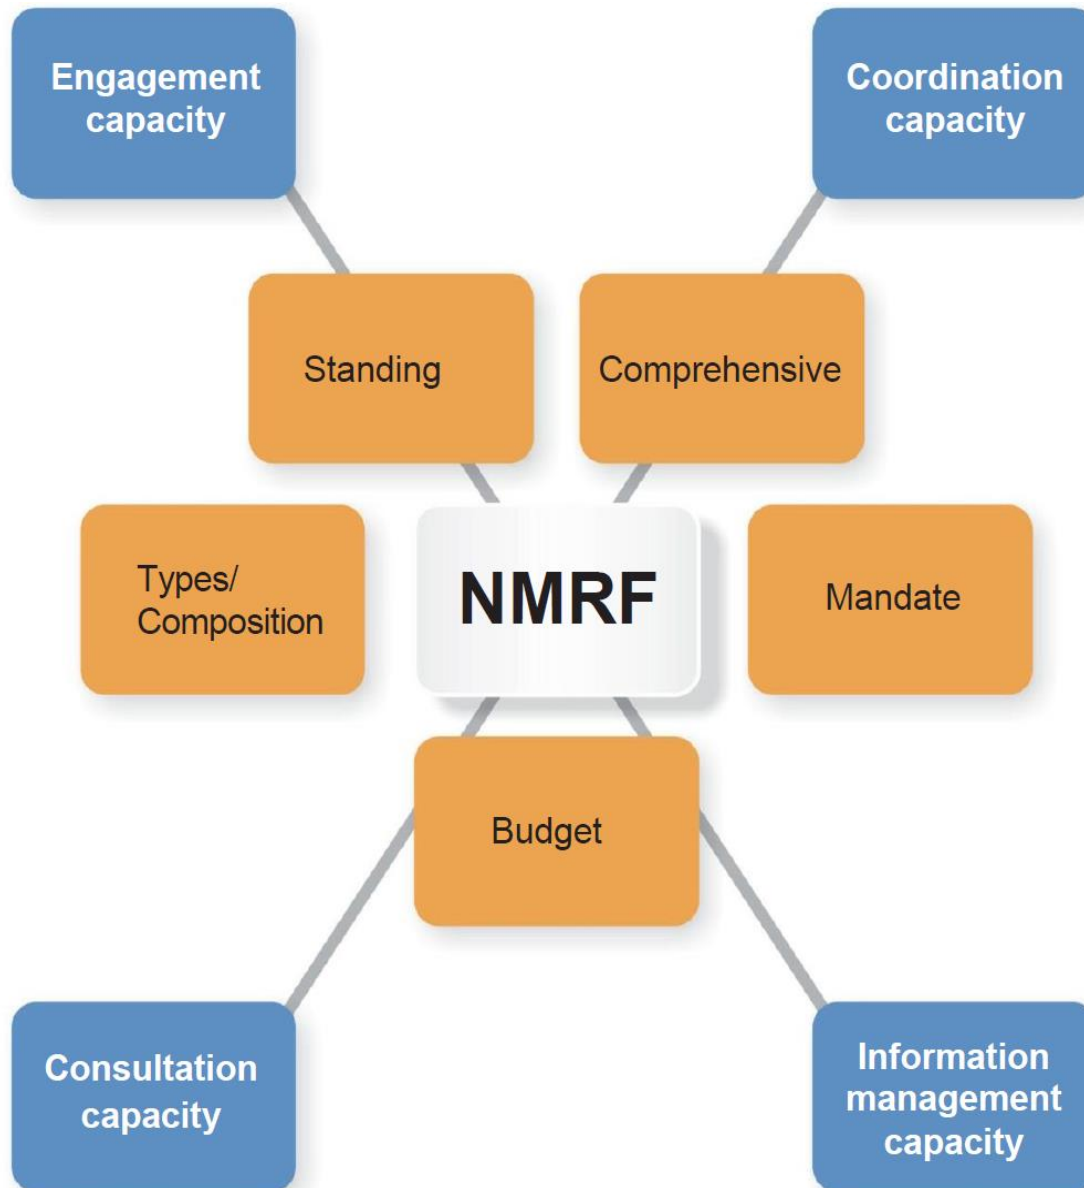 Engagement
capacity
Coordination
capacity
Standing
Comprehensive
Types/
Composition
NMRF
Mandate
Budget
Consultation
capacity
Information
management
capacity